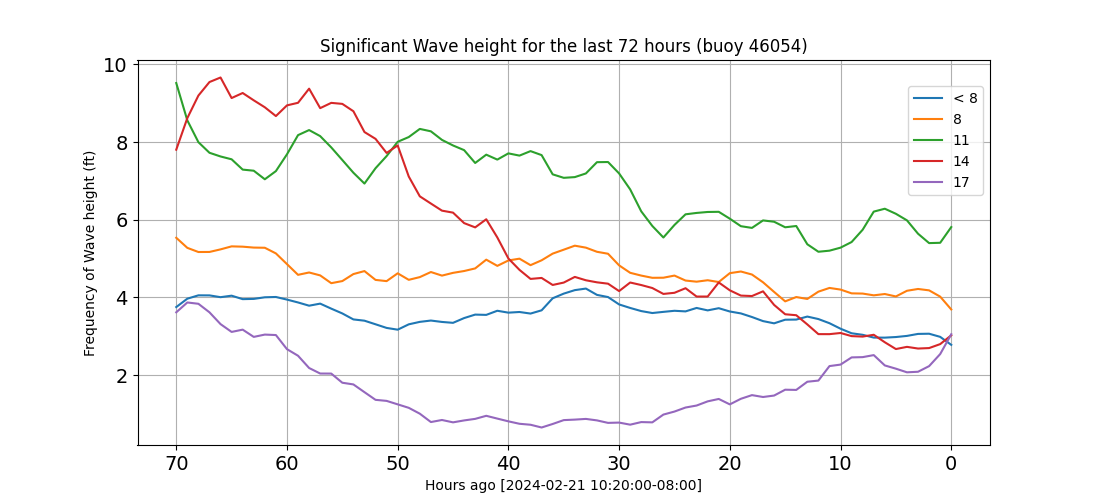 Significant Wave height for the last 72 hours (buoy 46054)
Frequency of Wave height (ft)
10
8
6
4
2
< 8
8
11
14
17
70 60 50 40 30 20 10 0
Hours ago [2024-02-21 10:20:00-08:00]